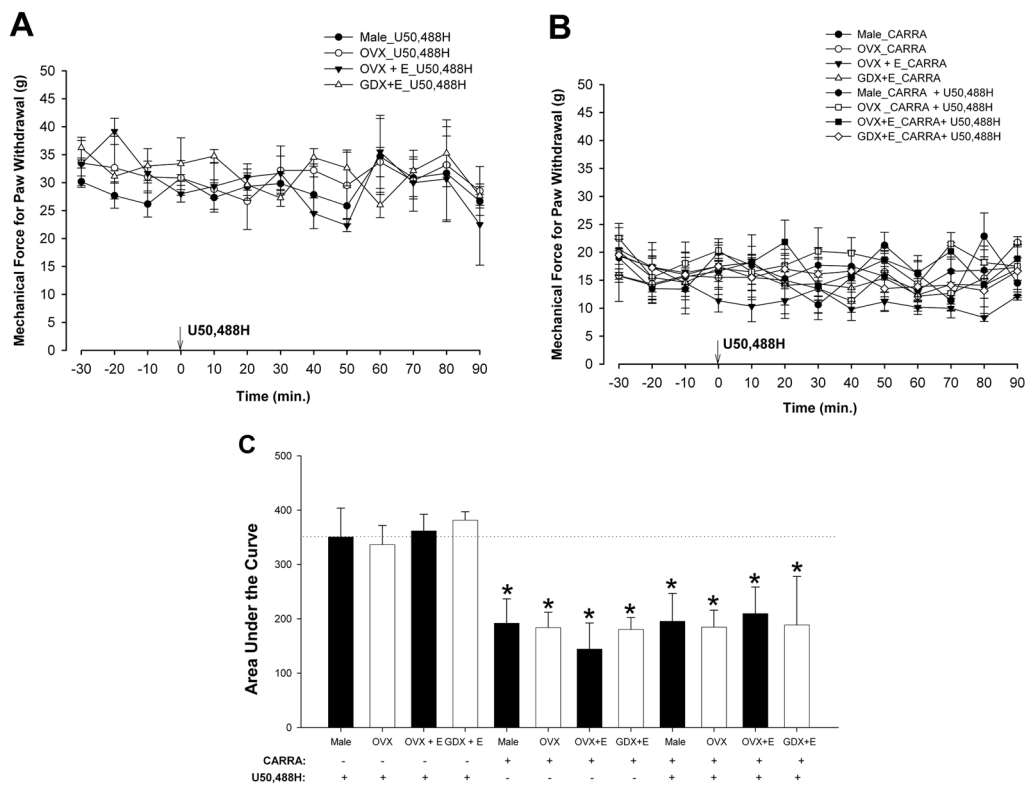 A
Male_U50,488H
OVX_U50,488H
OVX + E_U50,488H
GDX+E_U50,488H
Mechanical Force for Paw Withdrawal (g)
50
45
40
35
30
25
20
15
10
5
0
U50,488H
-30 -20 -10 0 10 20 30 40 50 60 70 80 90
Time (min.)
B
Male_CARRA
OVX_CARRA
OVX + E_CARRA
GDX+E_CARRA
Male_CARRA + U50,488H
OVX _CARRA + U50,488H
OVX+E_CARRA+ U50,488H
GDX+E_CARRA+ U50,488H
Mechanical Force for Paw Withdrawal (g)
50
45
40
35
30
25
20
15
10
5
0
U50,488H
-30 -20 -10 0 10 20 30 40 50 60 70 80 90
Time (min.)
C
Area Under the Curve
500
400
300
200
100
0
* * * * * * * *
Male OVX OVX + E GDX + E Male OVX OVX+E GDX+E Male OVX OVX+E GDX+E
CARRA: - - - - + + + + + + + +
U50,488H: + + + + - - - - + + + +